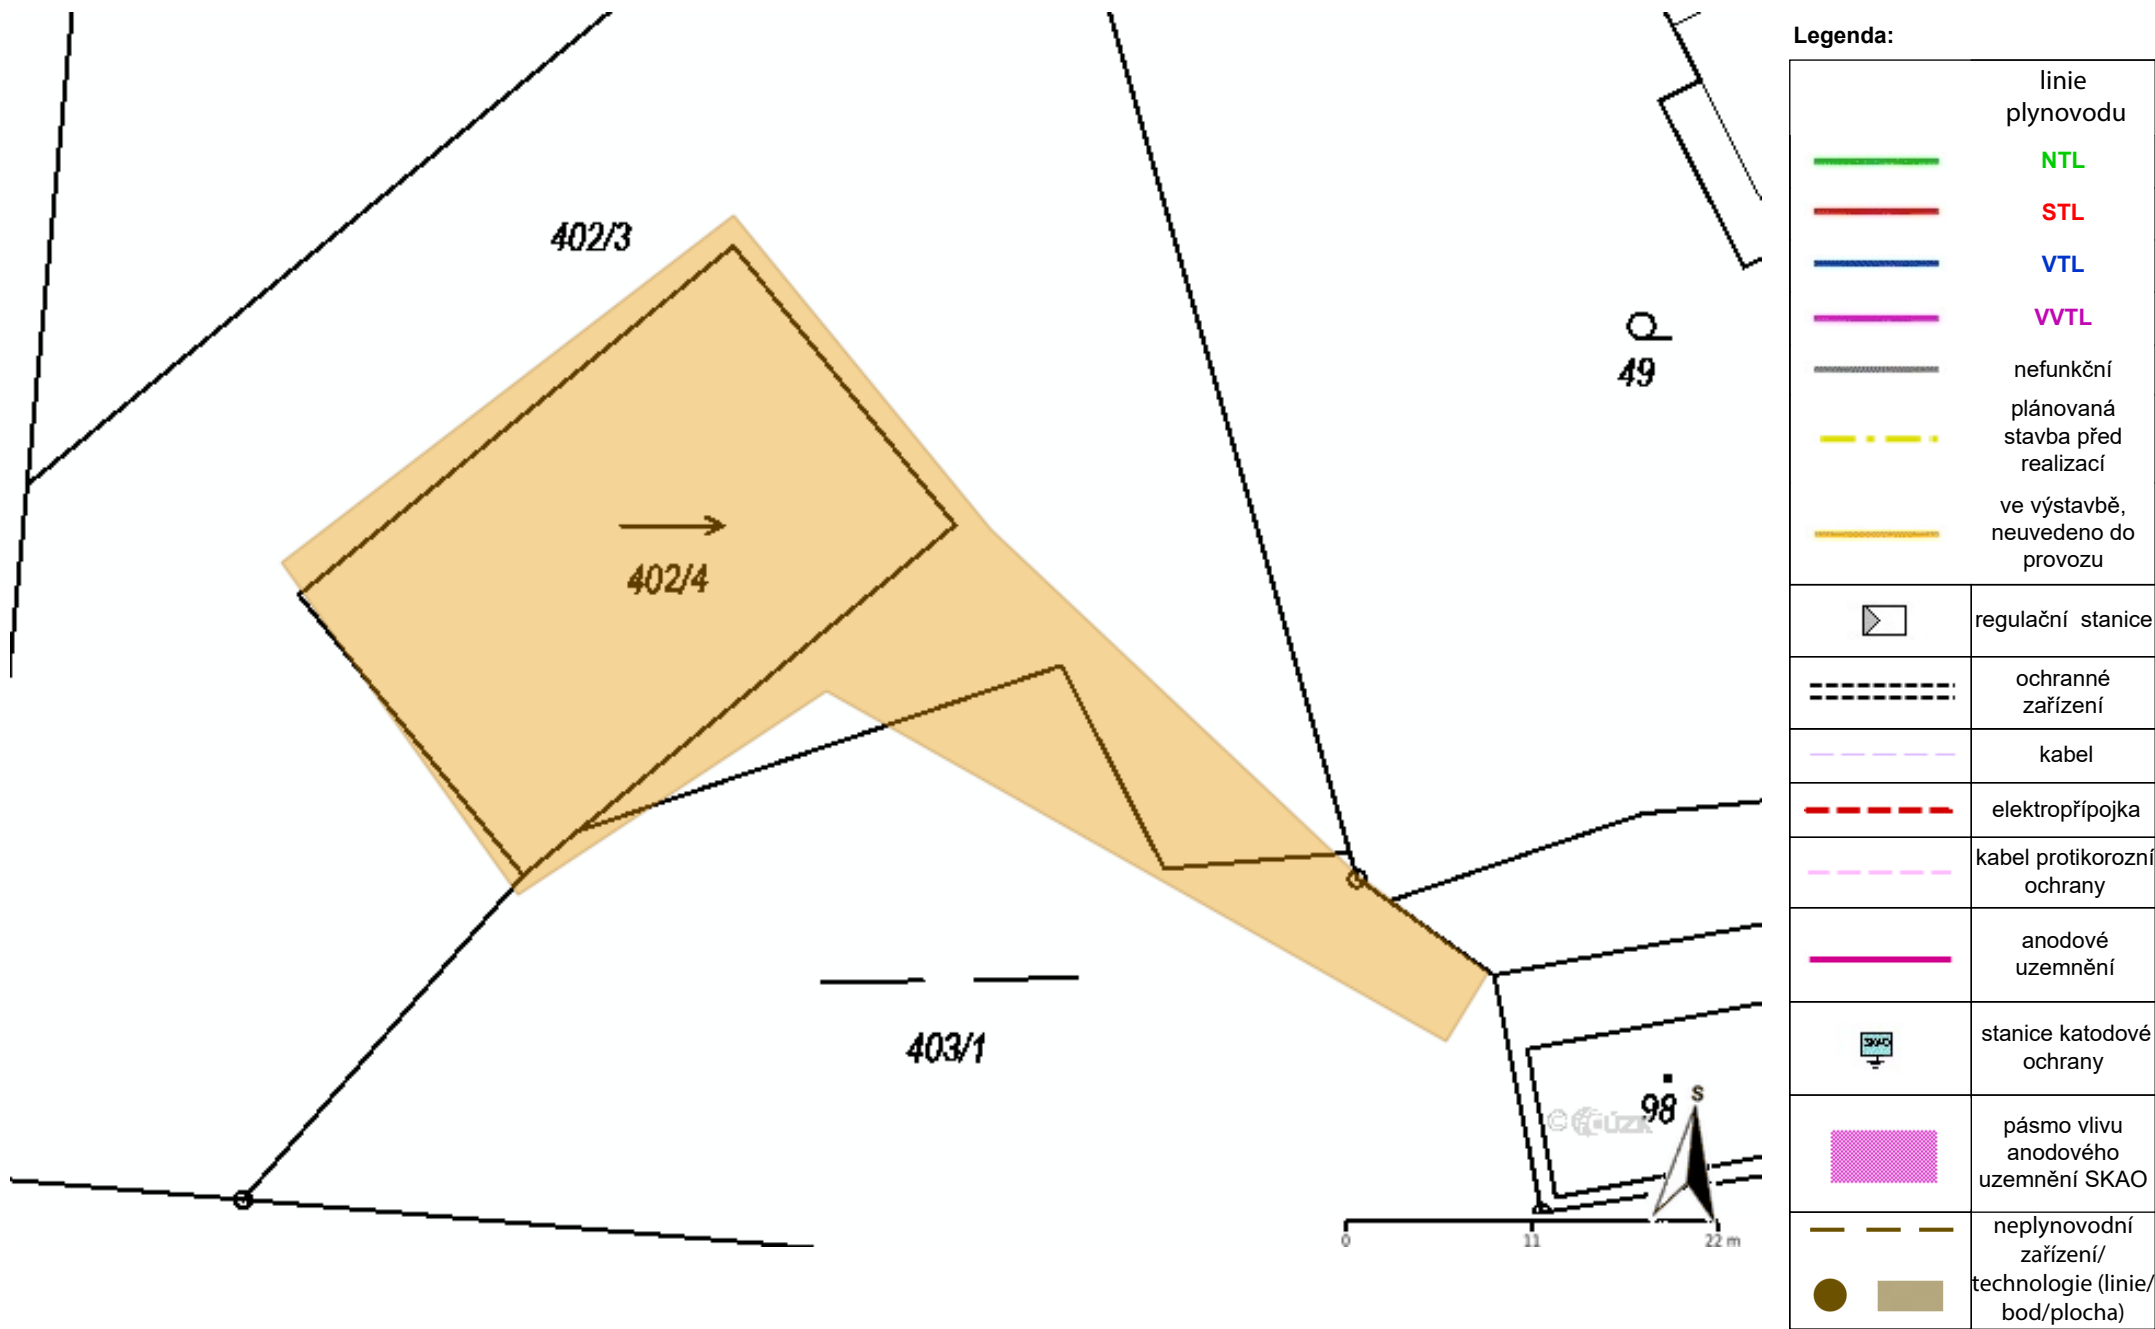 402/3
402/4
49
403/1
98
S
© ČÚZK
0 11 22 m
Legenda:
linie
plynovodu
NTL
STL
VTL
VVTL
nefunkční
plánovaná
stavba před
realizací
ve výstavbě,
neuvedeno do
provozu
regulační stanice
ochranné
zařízení
kabel
elektropřípojka
kabel protikorozní
ochrany
anodové
uzemnění
SKAO
stanice katodové
ochrany
pásmo vlivu
anodového
uzemnění SKAO
neplynovodní
zařízení/
technologie (linie/
bod/plocha)